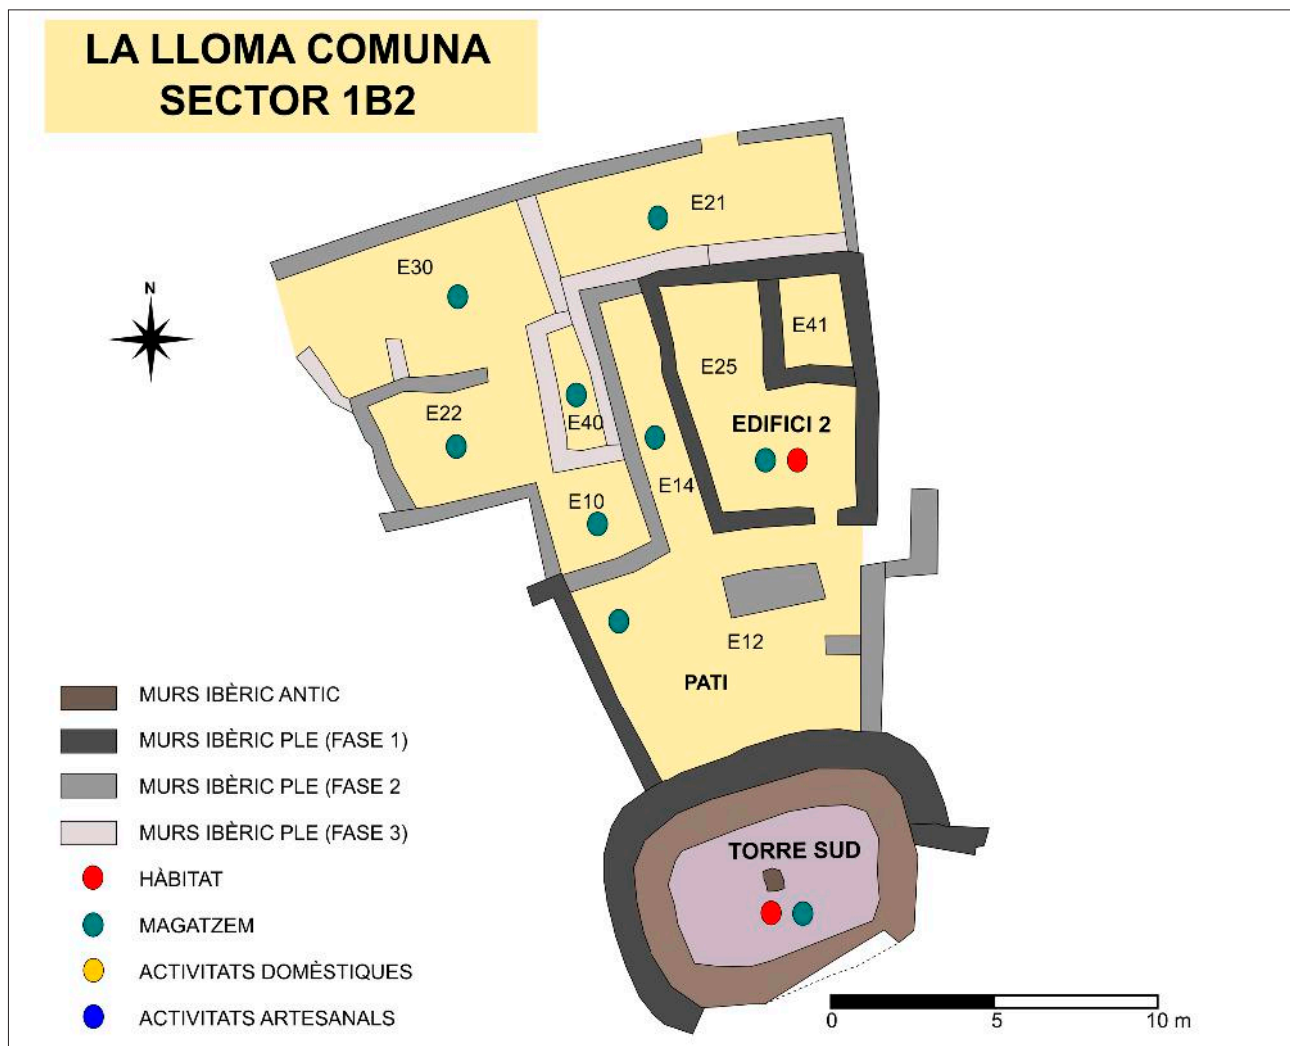 LA LLOMA COMUNA
SECTOR 1B2
N
E21
E30
E41
E25
E22
E40
EDIFICI 2
E14
E10
E12
PATI
MURS IBÈRIC ANTIC
MURS IBÈRIC PLE (FASE 1)
MURS IBÈRIC PLE (FASE 2
MURS IBÈRIC PLE (FASE 3)
HÀBITAT
MAGATZEM
ACTIVITATS DOMÈSTIQUES
ACTIVITATS ARTESANALS
TORRE SUD
0 5 10 m